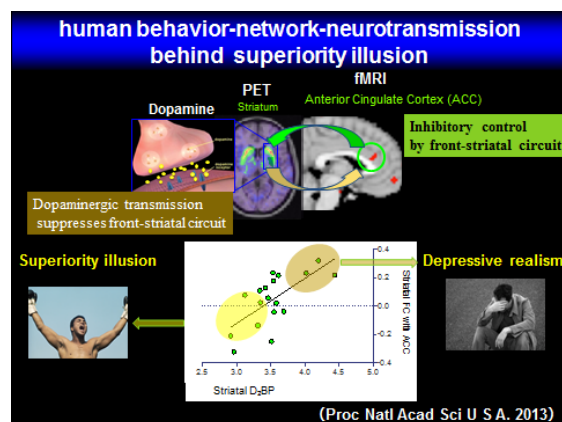 human behavior-network-neurotransmission
behind superiority illusion
fMRI
PET
Anterior Cingulate Cortex (ACC)
Striatum
Dopamine
Inhibitory control
by front-striatal circuit
Dopaminergic transmission
suppresses front-striatal circuit
Superiority illusion
Depressive realism
0.4
0.2
0.0
-0.2
-0.4
Striatal FC with ACC
2.5 3.0 3.5 4.0 4.5 5.0
Striatal D₂BP
(Proc Natl Acad Sci U S A. 2013)